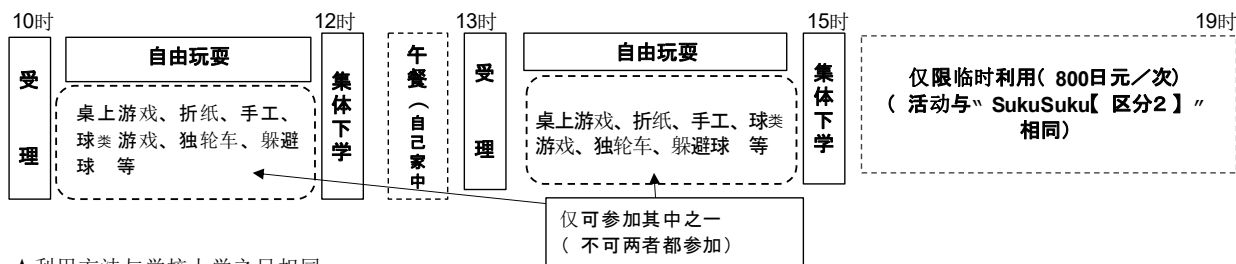 10时
12时
13时
15时
19时
受理
自由玩耍
桌上游戏、折纸、手工、
球类 游戏、独轮车、躲避
球 等
集体下学
午餐（自己家中
受理
自由玩耍
桌上游戏、折纸、手工、球类
游戏、独轮车、躲避球 等
集体下学
仅限临时利用( 800日元／次)
( 活动与“ SukuSuku【 区分2 】”
相同)
仅可参加其中之一
( 不可两者都参加)